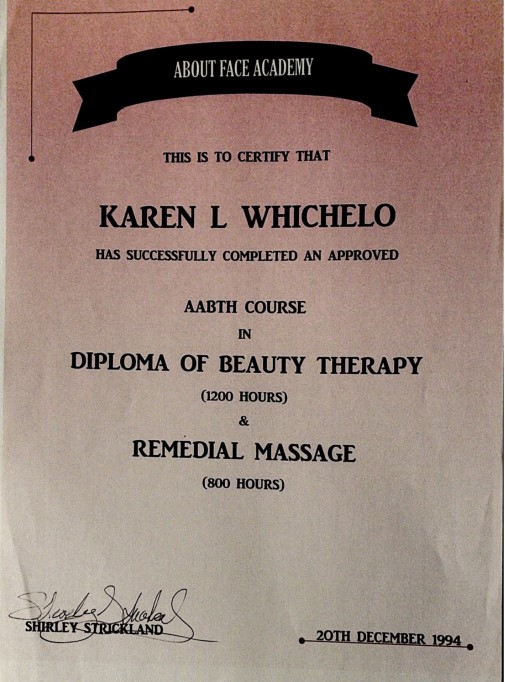 ABOUT FACE ACADEMY
THIS IS TO CERTIFY THAT
KAREN L WHICHELO
HAS SUCCESSFULLY COMPLETED AN APPROVED
AABTH COURSE
IN
DIPLOMA OF BEAUTY THERAPY
(1200 HOURS)
&
REMEDIAL MASSAGE
(800 HOURS)
SHIRLEY STRICKLAND
20TH DECEMBER 1994